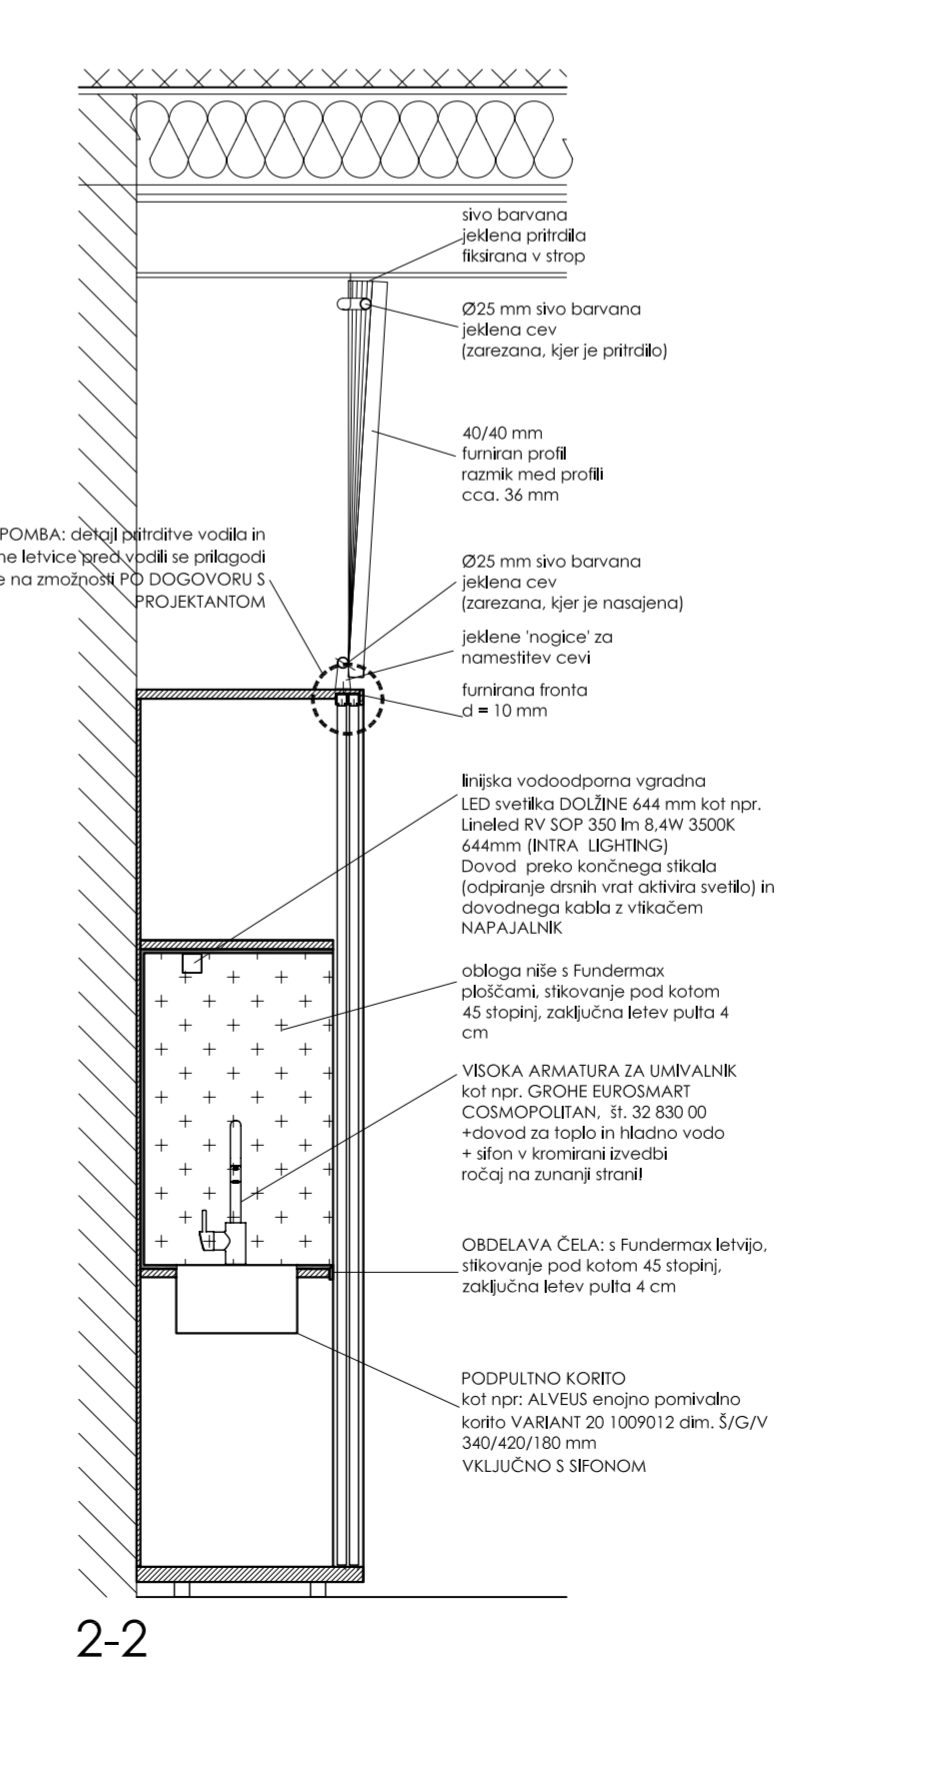 sivo barvana
jeklena pritrdila
fiksirana v strop
Ø25 mm sivo barvana
jeklena cev
(zarezana, kjer je pritrdilo)
40/40 mm
furniran profil
razmik med profili
cca. 36 mm
POMBA: detajl pritrditve vodila in
ne letvice pred vodili se prilagodi
e na zmožnosti PO DOGOVORU S
PROJEKTANTOM
Ø25 mm sivo barvana
jeklena cev
(zarezana, kjer je nasajena)
jeklene 'nogice' za
namestitev cevi
furnirana fronta
d = 10 mm
linijska vodoodporna vgradna
LED svetilka DOLŽINE 644 mm kot npr.
Lineled RV SOP 350 lm 8,4W 3500K
644mm (INTRA LIGHTING)
Dovod preko končnega stikala
(odpiranje drsnih vrat aktivira svetilo) in
dovodnega kabla z vtikačem
NAPAJALNIK
obloga niše s Fundermax
ploščami, stikovanje pod kotom
45 stopinj, zaključna letev pulta 4
cm
VISOKA ARMATURA ZA UMIVALNIK
kot npr. GROHE EUROSMART
COSMOPOLITAN, št. 32 830 00
+dovod za toplo in hladno vodo
+ sifon v kromirani izvedbi
ročaj na zunanji strani!
OBDELAVA ČELA: s Fundermax letvijo,
stikovanje pod kotom 45 stopinj,
zaključna letev pulta 4 cm
PODPULTNO KORITO
kot npr: ALVEUS enojno pomivalno
korito VARIANT 20 1009012 dim. Š/G/V
340/420/180 mm
VKLJUČNO S SIFONOM
2-2